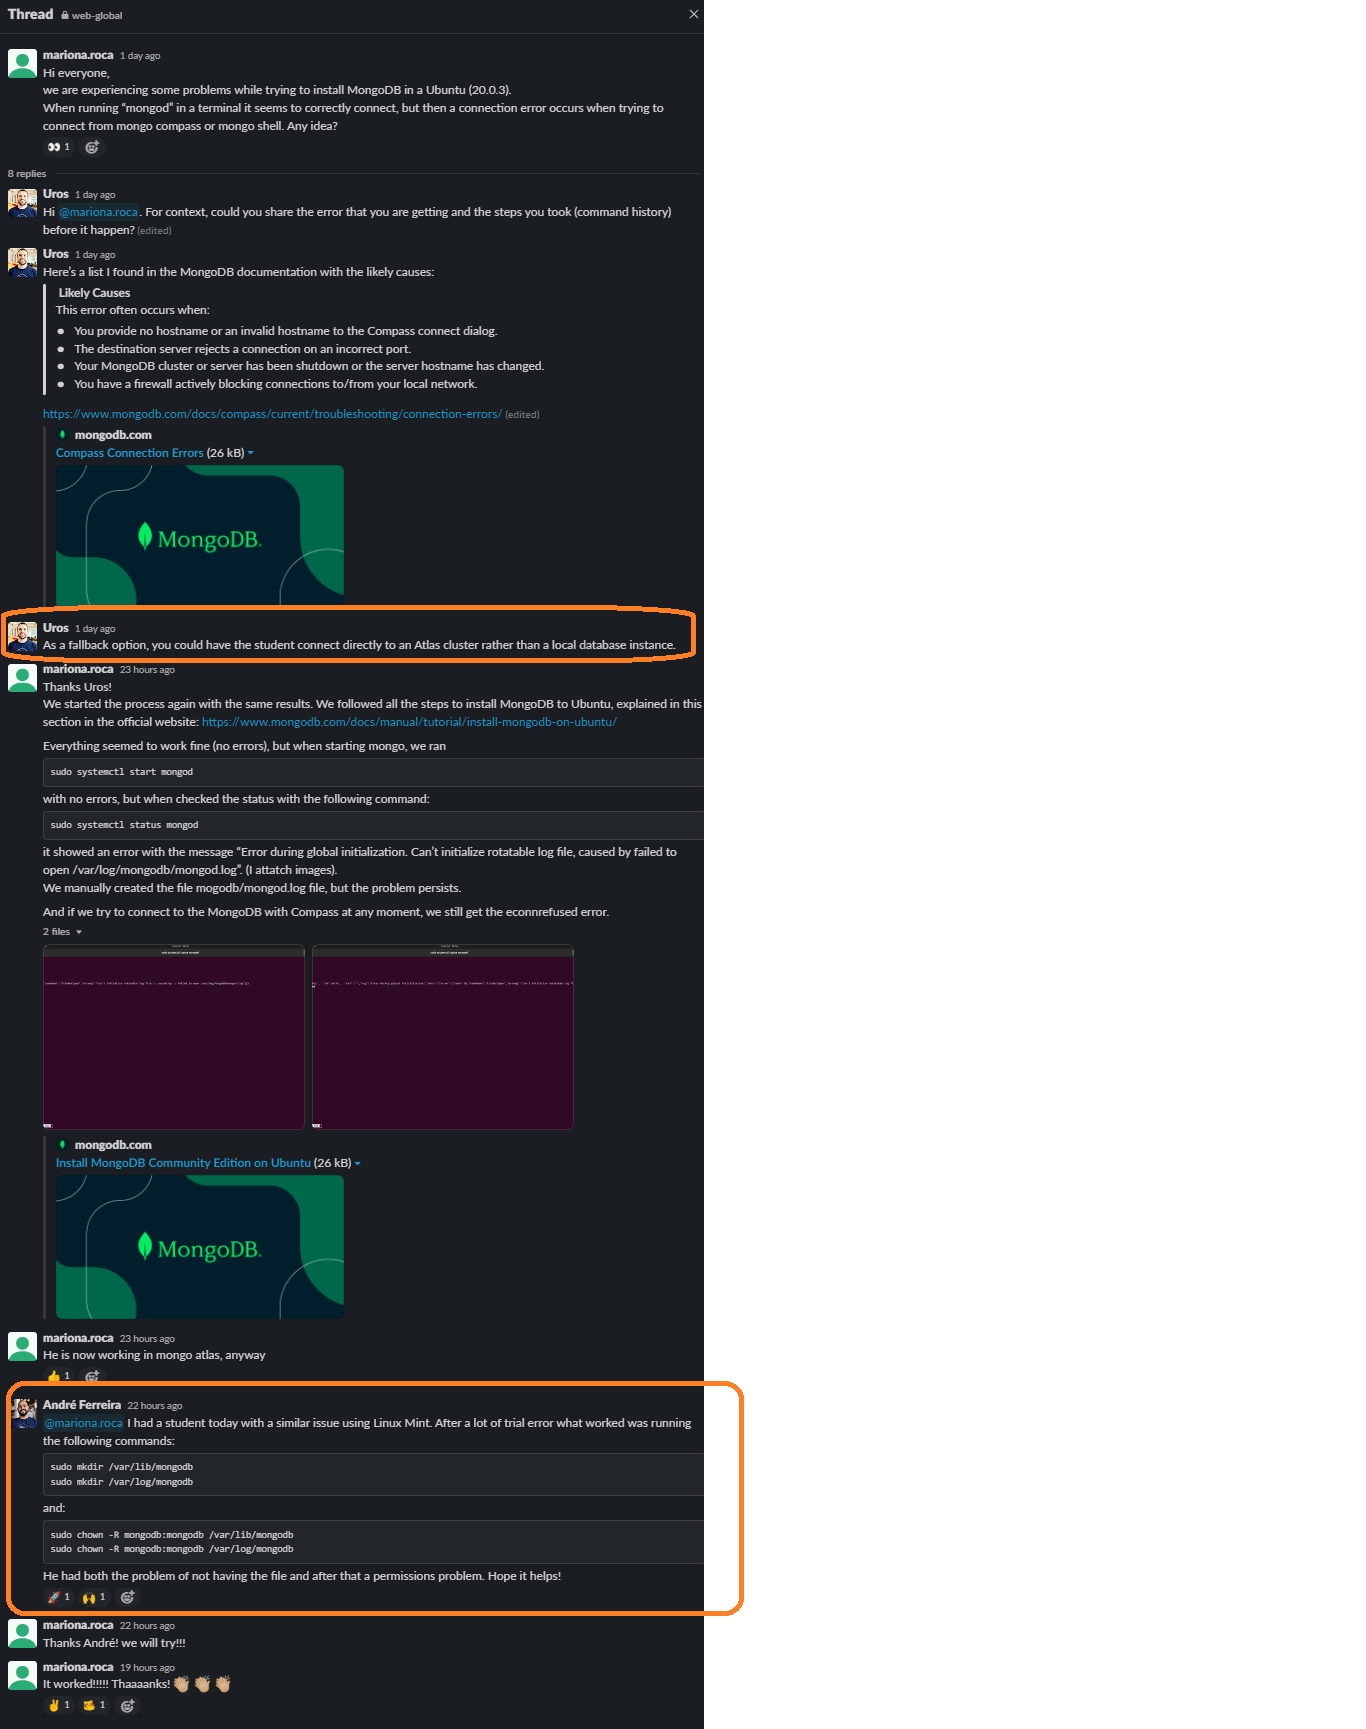 Thread web-global
mariona.roca 1 day ago
Hi everyone,
we are experiencing some problems while trying to install MongoDB in a Ubuntu (20.0.3).
When running “mongod” in a terminal it seems to correctly connect, but then a connection error occurs when trying to
connect from mongo compass or mongo shell. Any idea?
1
8 replies
Uros 1 day ago
Hi @mariona.roca. For context, could you share the error that you are getting and the steps you took (command history)
before it happen? (edited)
Uros 1 day ago
Here’s a list I found in the MongoDB documentation with the likely causes:
Likely Causes
This error often occurs when:
• You provide no hostname or an invalid hostname to the Compass connect dialog.
• The destination server rejects a connection on an incorrect port.
• Your MongoDB cluster or server has been shutdown or the server hostname has changed.
• You have a firewall actively blocking connections to/from your local network.
https://www.mongodb.com/docs/compass/current/troubleshooting/connection-errors/ (edited)
mongodb.com
Compass Connection Errors (26 kB)
MongoDB.
Uros 1 day ago
As a fallback option, you could have the student connect directly to an Atlas cluster rather than a local database instance.
mariona.roca 23 hours ago
Thanks Uros!
We started the process again with the same results. We followed all the steps to install MongoDB to Ubuntu, explained in this
section in the official website: https://www.mongodb.com/docs/manual/tutorial/install-mongodb-on-ubuntu/
Everything seemed to work fine (no errors), but when starting mongo, we ran
sudo systemctl start mongod
with no errors, but when checked the status with the following command:
sudo systemctl status mongod
it showed an error with the message “Error during global initialization. Can’t initialize rotatable log file, caused by failed to
open /var/log/mongodb/mongod.log”. (I attatch images).
We manually created the file mogodb/mongod.log file, but the problem persists.
And if we try to connect to the MongoDB with Compass at any moment, we still get the econnrefused error.
2 files
mongodb.com
Install MongoDB Community Edition on Ubuntu (26 kB)
MongoDB.
mariona.roca 23 hours ago
He is now working in mongo atlas, anyway
1
André Ferreira 22 hours ago
@mariona.roca I had a student today with a similar issue using Linux Mint. After a lot of trial error what worked was running
the following commands:
sudo mkdir /var/lib/mongodb
sudo mkdir /var/log/mongodb
and:
sudo chown -R mongodb:mongodb /var/lib/mongodb
sudo chown -R mongodb:mongodb /var/log/mongodb
He had both the problem of not having the file and after that a permissions problem. Hope it helps!
1 1
mariona.roca 22 hours ago
Thanks André! we will try!!!
mariona.roca 19 hours ago
It worked!!!!! Thaaaanks!
1 1